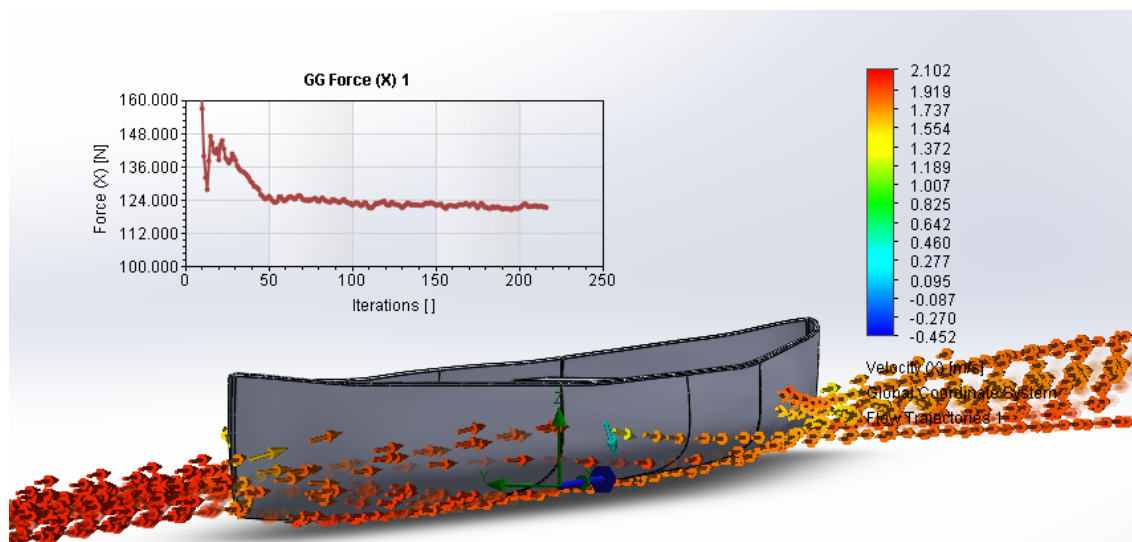 GG Force (X) 1
160.000
148.000
136.000
124.000
112.000
100.000
Force (X) [N]
0 50 100 150 200 250
Iterations [ ]
2.102
1.919
1.737
1.554
1.372
1.189
1.007
0.825
0.642
0.460
0.277
0.095
-0.087
-0.270
-0.452
Velocity (X) [m/s]
Global Coordinate System
Flow Trajectories 1
Z
Y